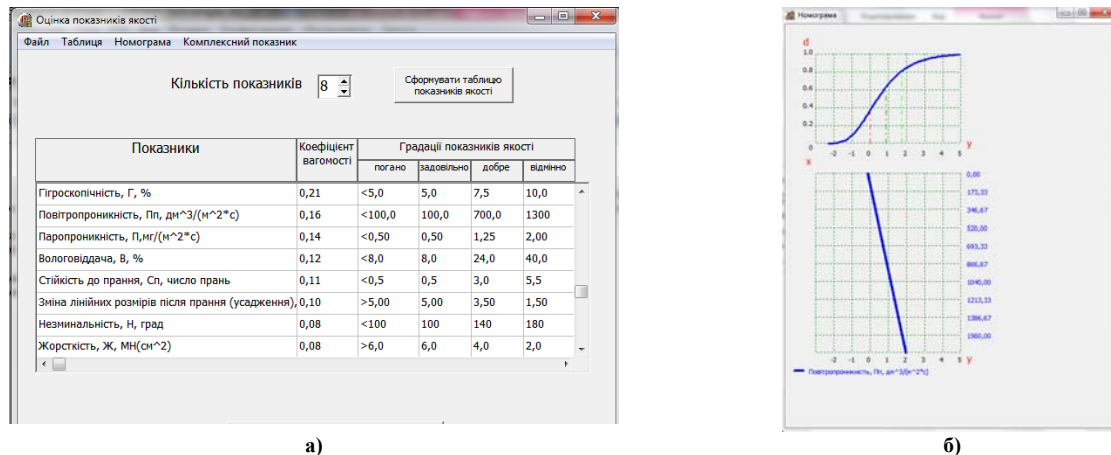 Оцінка показників якості
Файл Таблиця Номограма Комплексний показник
Кількість показників 8
Сформувати таблицю
показників якості
Показники Коефіцієнт вагомості Градації показників якості
погано задовільно добре відмінно
Гігроскопічність, Г, % 0,21 <5,0 5,0 7,5 10,0
Повітропроникність, Пп, дм^3/(м^2*с) 0,16 <100,0 100,0 700,0 1300
Паропроникність, П,мг/(м^2*с) 0,14 <0,50 0,50 1,25 2,00
Вологовіддача, В, % 0,12 <8,0 8,0 24,0 40,0
Стійкість до прання, Сп, число прань 0,11 <0,5 0,5 3,0 5,5
Зміна лінійних розмірів після прання (усадження), 0,10 >5,00 5,00 3,50 1,50
Незминальність, Н, град 0,08 <100 100 140 180
Жорсткість, Ж, МН(см^2) 0,08 >6,0 6,0 4,0 2,0
а)
Номограма
d
1.0
0.8
0.6
0.4
0.2
0
-2 -1 0 1 2 3 4 5 y
x
0,00
173,33
346,67
520,00
693,33
866,67
1040,00
1213,33
1386,67
1560,00
-2 -1 0 1 2 3 4 5 y
Повітропроникність, Пп, дм^3/(м^2*с)
б)